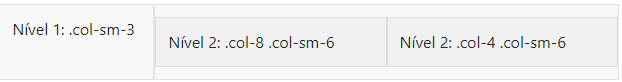 Nível 1: .col-sm-3
Nível 2: .col-8 .col-sm-6
Nível 2: .col-4 .col-sm-6